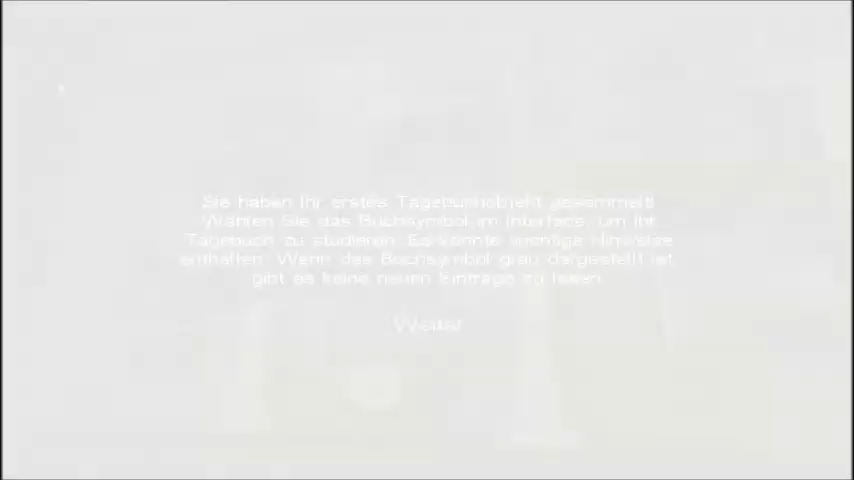 Sie haben Ihr erstes Tagebuchobjekt gesammelt!
Wählen Sie das Buchsymbol im Interface, um Ihr
Tagebuch zu studieren. Es könnte wichtige Hinweise
enthalten. Wenn das Buchsymbol grau dargestellt ist,
gibt es keine neuen Einträge zu lesen.
Weiter